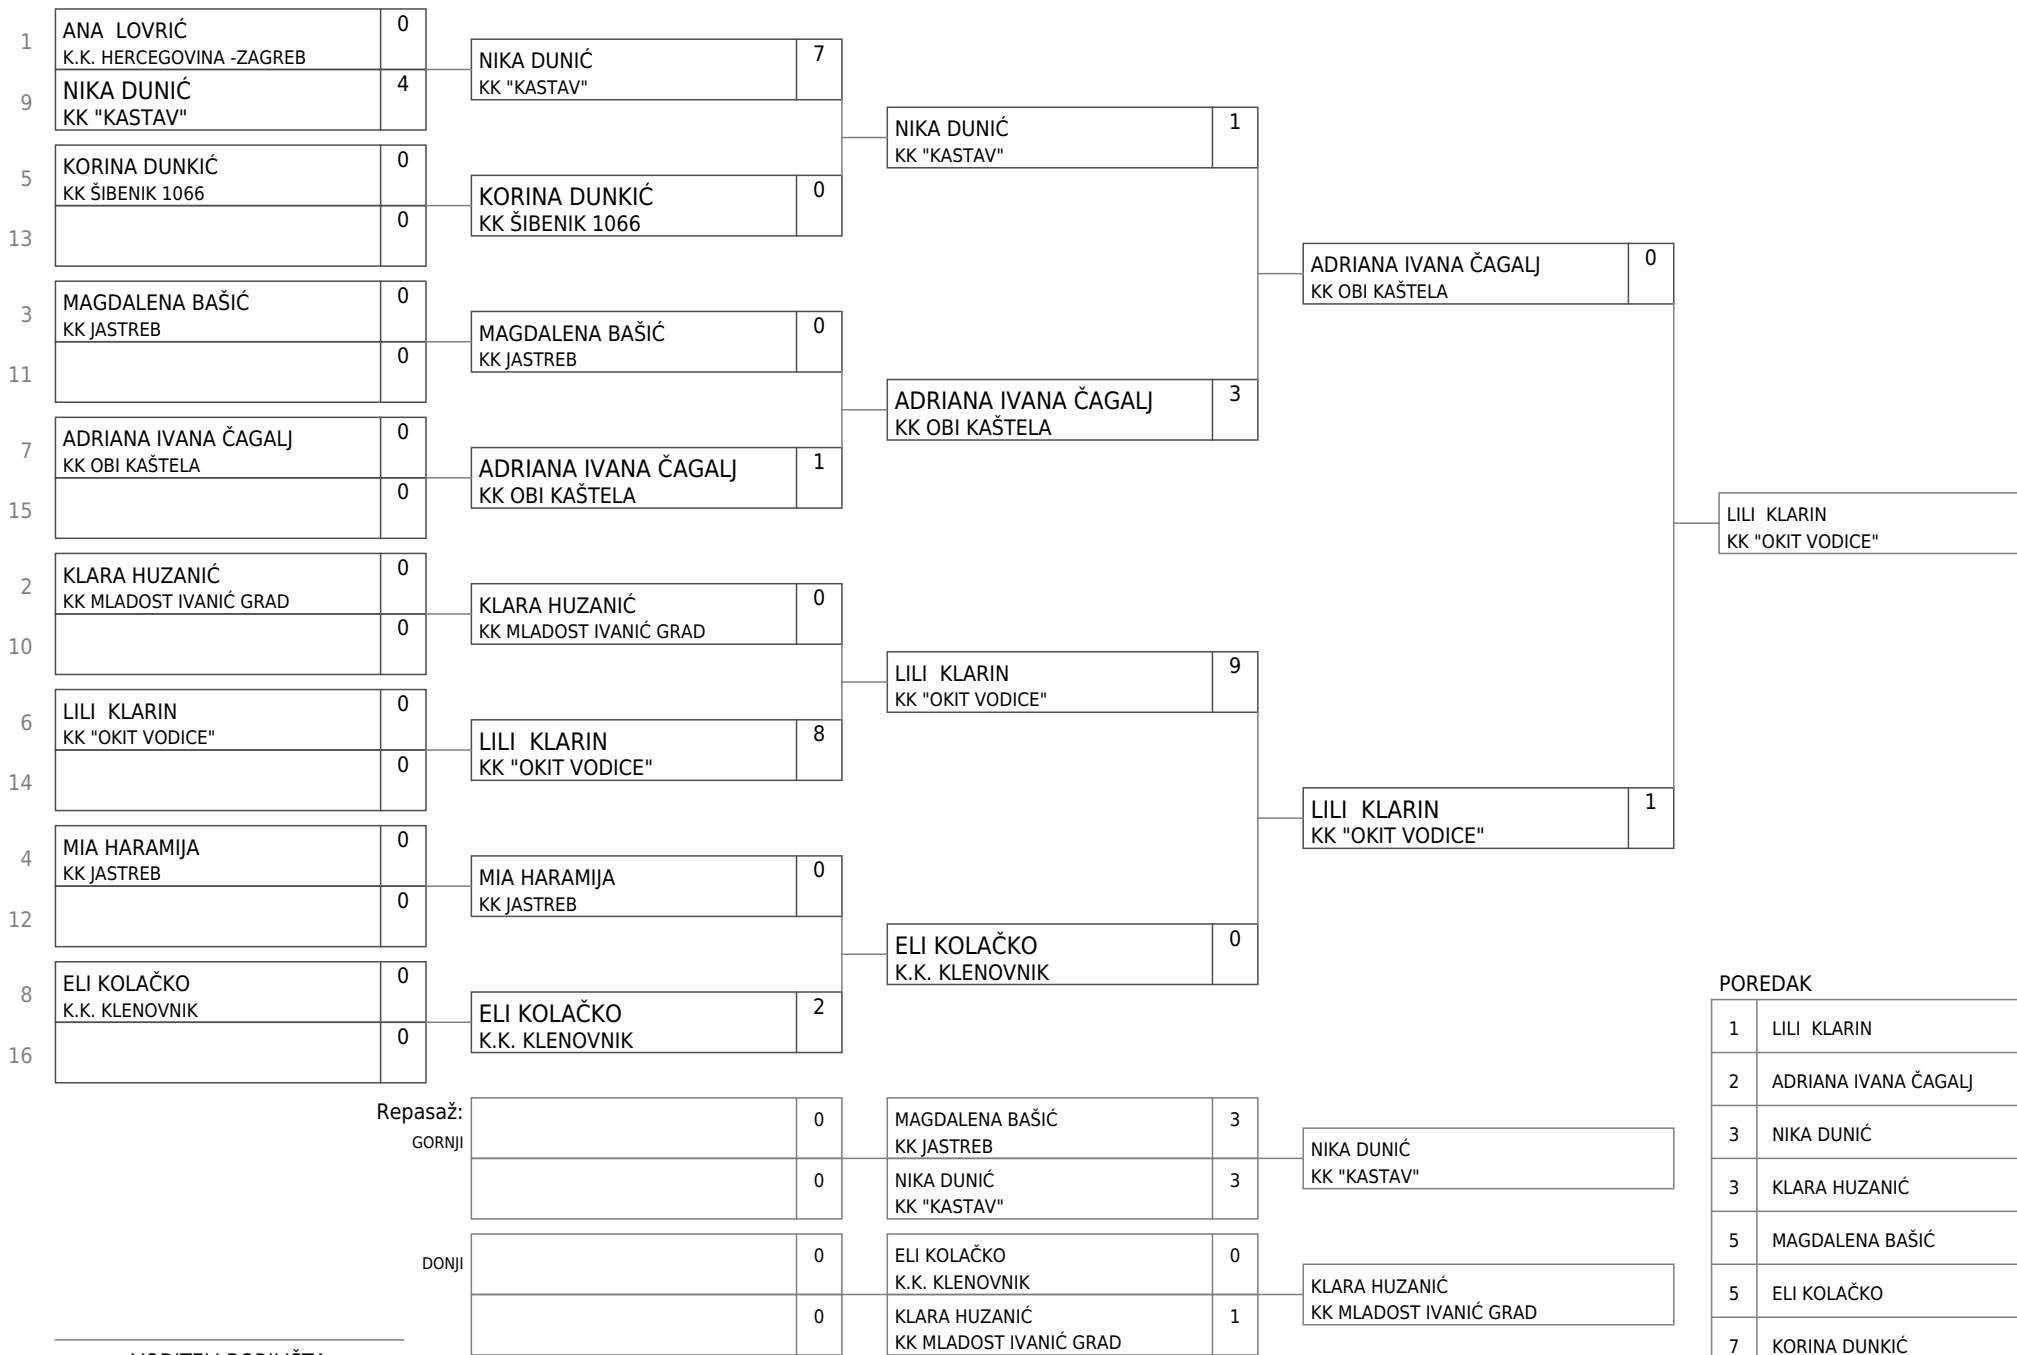 1
ANA LOVRIĆ
0
K.K. HERCEGOVINA -ZAGREB
9
NIKA DUNIĆ
4
KK "KASTAV"
5
KORINA DUNKIĆ
0
KK ŠIBENIK 1066
13
0
3
MAGDALENA BAŠIĆ
0
KK JASTREB
11
0
7
ADRIANA IVANA ČAGALJ
0
KK OBI KAŠTELA
15
0
2
KLARA HUZANIĆ
0
KK MLADOST IVANIĆ GRAD
10
0
6
LILI KLARIN
0
KK "OKIT VODICE"
14
0
4
MIA HARAMIJA
0
KK JASTREB
12
0
8
ELI KOLAČKO
0
K.K. KLENOVNIK
16
0
NIKA DUNIĆ
7
KK "KASTAV"
KORINA DUNKIĆ
0
KK ŠIBENIK 1066
MAGDALENA BAŠIĆ
0
KK JASTREB
ADRIANA IVANA ČAGALJ
1
KK OBI KAŠTELA
KLARA HUZANIĆ
0
KK MLADOST IVANIĆ GRAD
LILI KLARIN
8
KK "OKIT VODICE"
MIA HARAMIJA
0
KK JASTREB
ELI KOLAČKO
2
K.K. KLENOVNIK
NIKA DUNIĆ
1
KK "KASTAV"
ADRIANA IVANA ČAGALJ
3
KK OBI KAŠTELA
LILI KLARIN
9
KK "OKIT VODICE"
ELI KOLAČKO
0
K.K. KLENOVNIK
ADRIANA IVANA ČAGALJ
0
KK OBI KAŠTELA
LILI KLARIN
1
KK "OKIT VODICE"
LILI KLARIN
KK "OKIT VODICE"
Repasaž:
GORNJI
0
0
MAGDALENA BAŠIĆ
3
KK JASTREB
NIKA DUNIĆ
3
KK "KASTAV"
NIKA DUNIĆ
KK "KASTAV"
DONJI
0
0
ELI KOLAČKO
0
K.K. KLENOVNIK
KLARA HUZANIĆ
1
KK MLADOST IVANIĆ GRAD
KLARA HUZANIĆ
KK MLADOST IVANIĆ GRAD
POREDAK
1 LILI KLARIN
2 ADRIANA IVANA ČAGALJ
3 NIKA DUNIĆ
3 KLARA HUZANIĆ
5 MAGDALENA BAŠIĆ
5 ELI KOLAČKO
7 KORINA DUNKIĆ